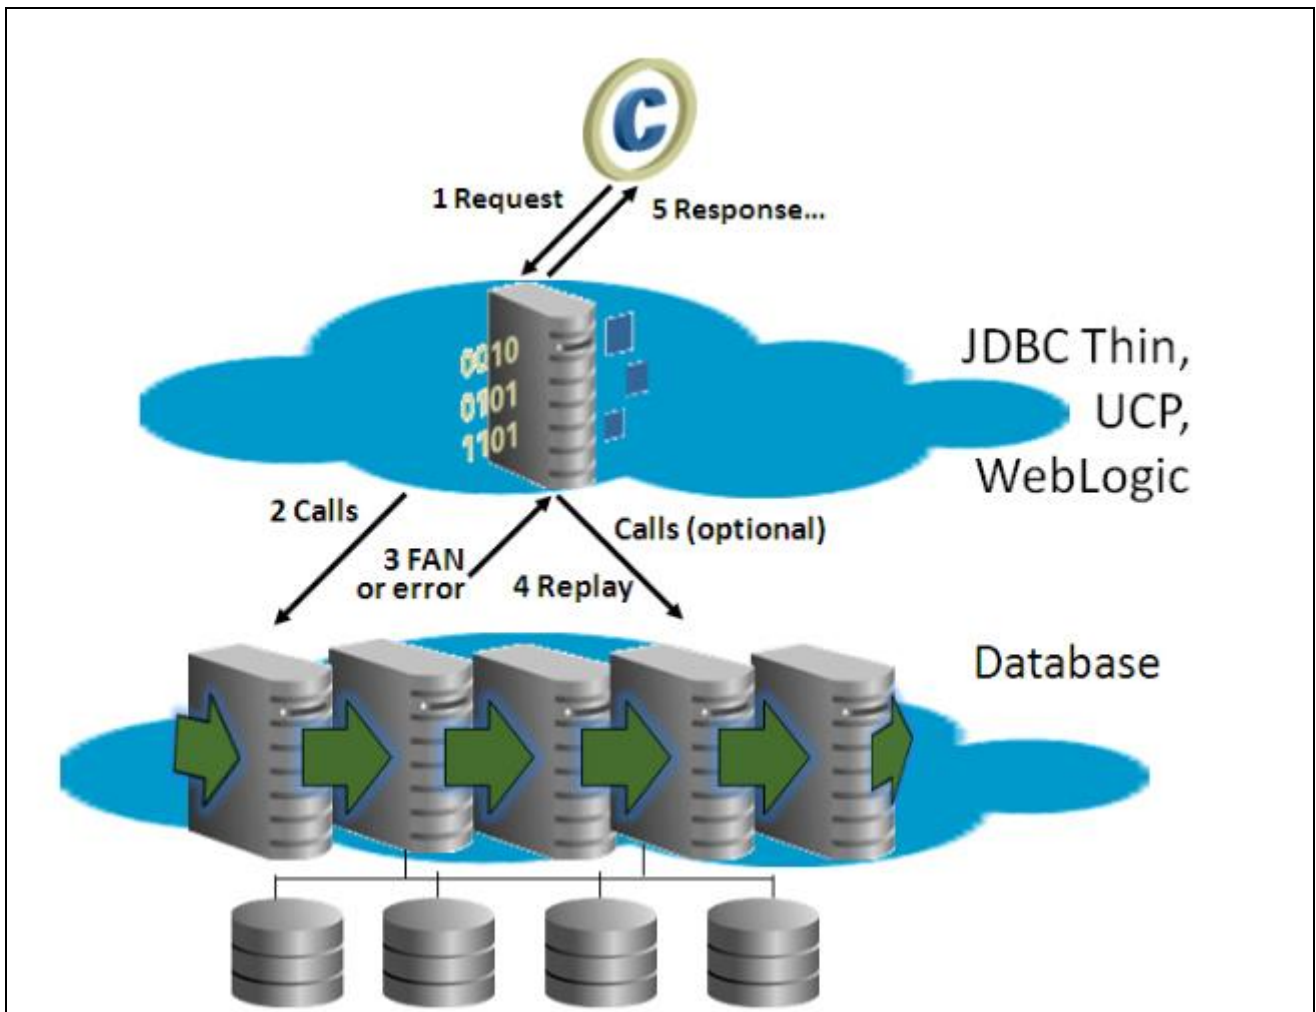 C
1 Request
5 Response...
0010
0101
1101
JDBC Thin,
UCP,
WebLogic
2 Calls
3 FAN
or error
Calls (optional)
4 Replay
Database